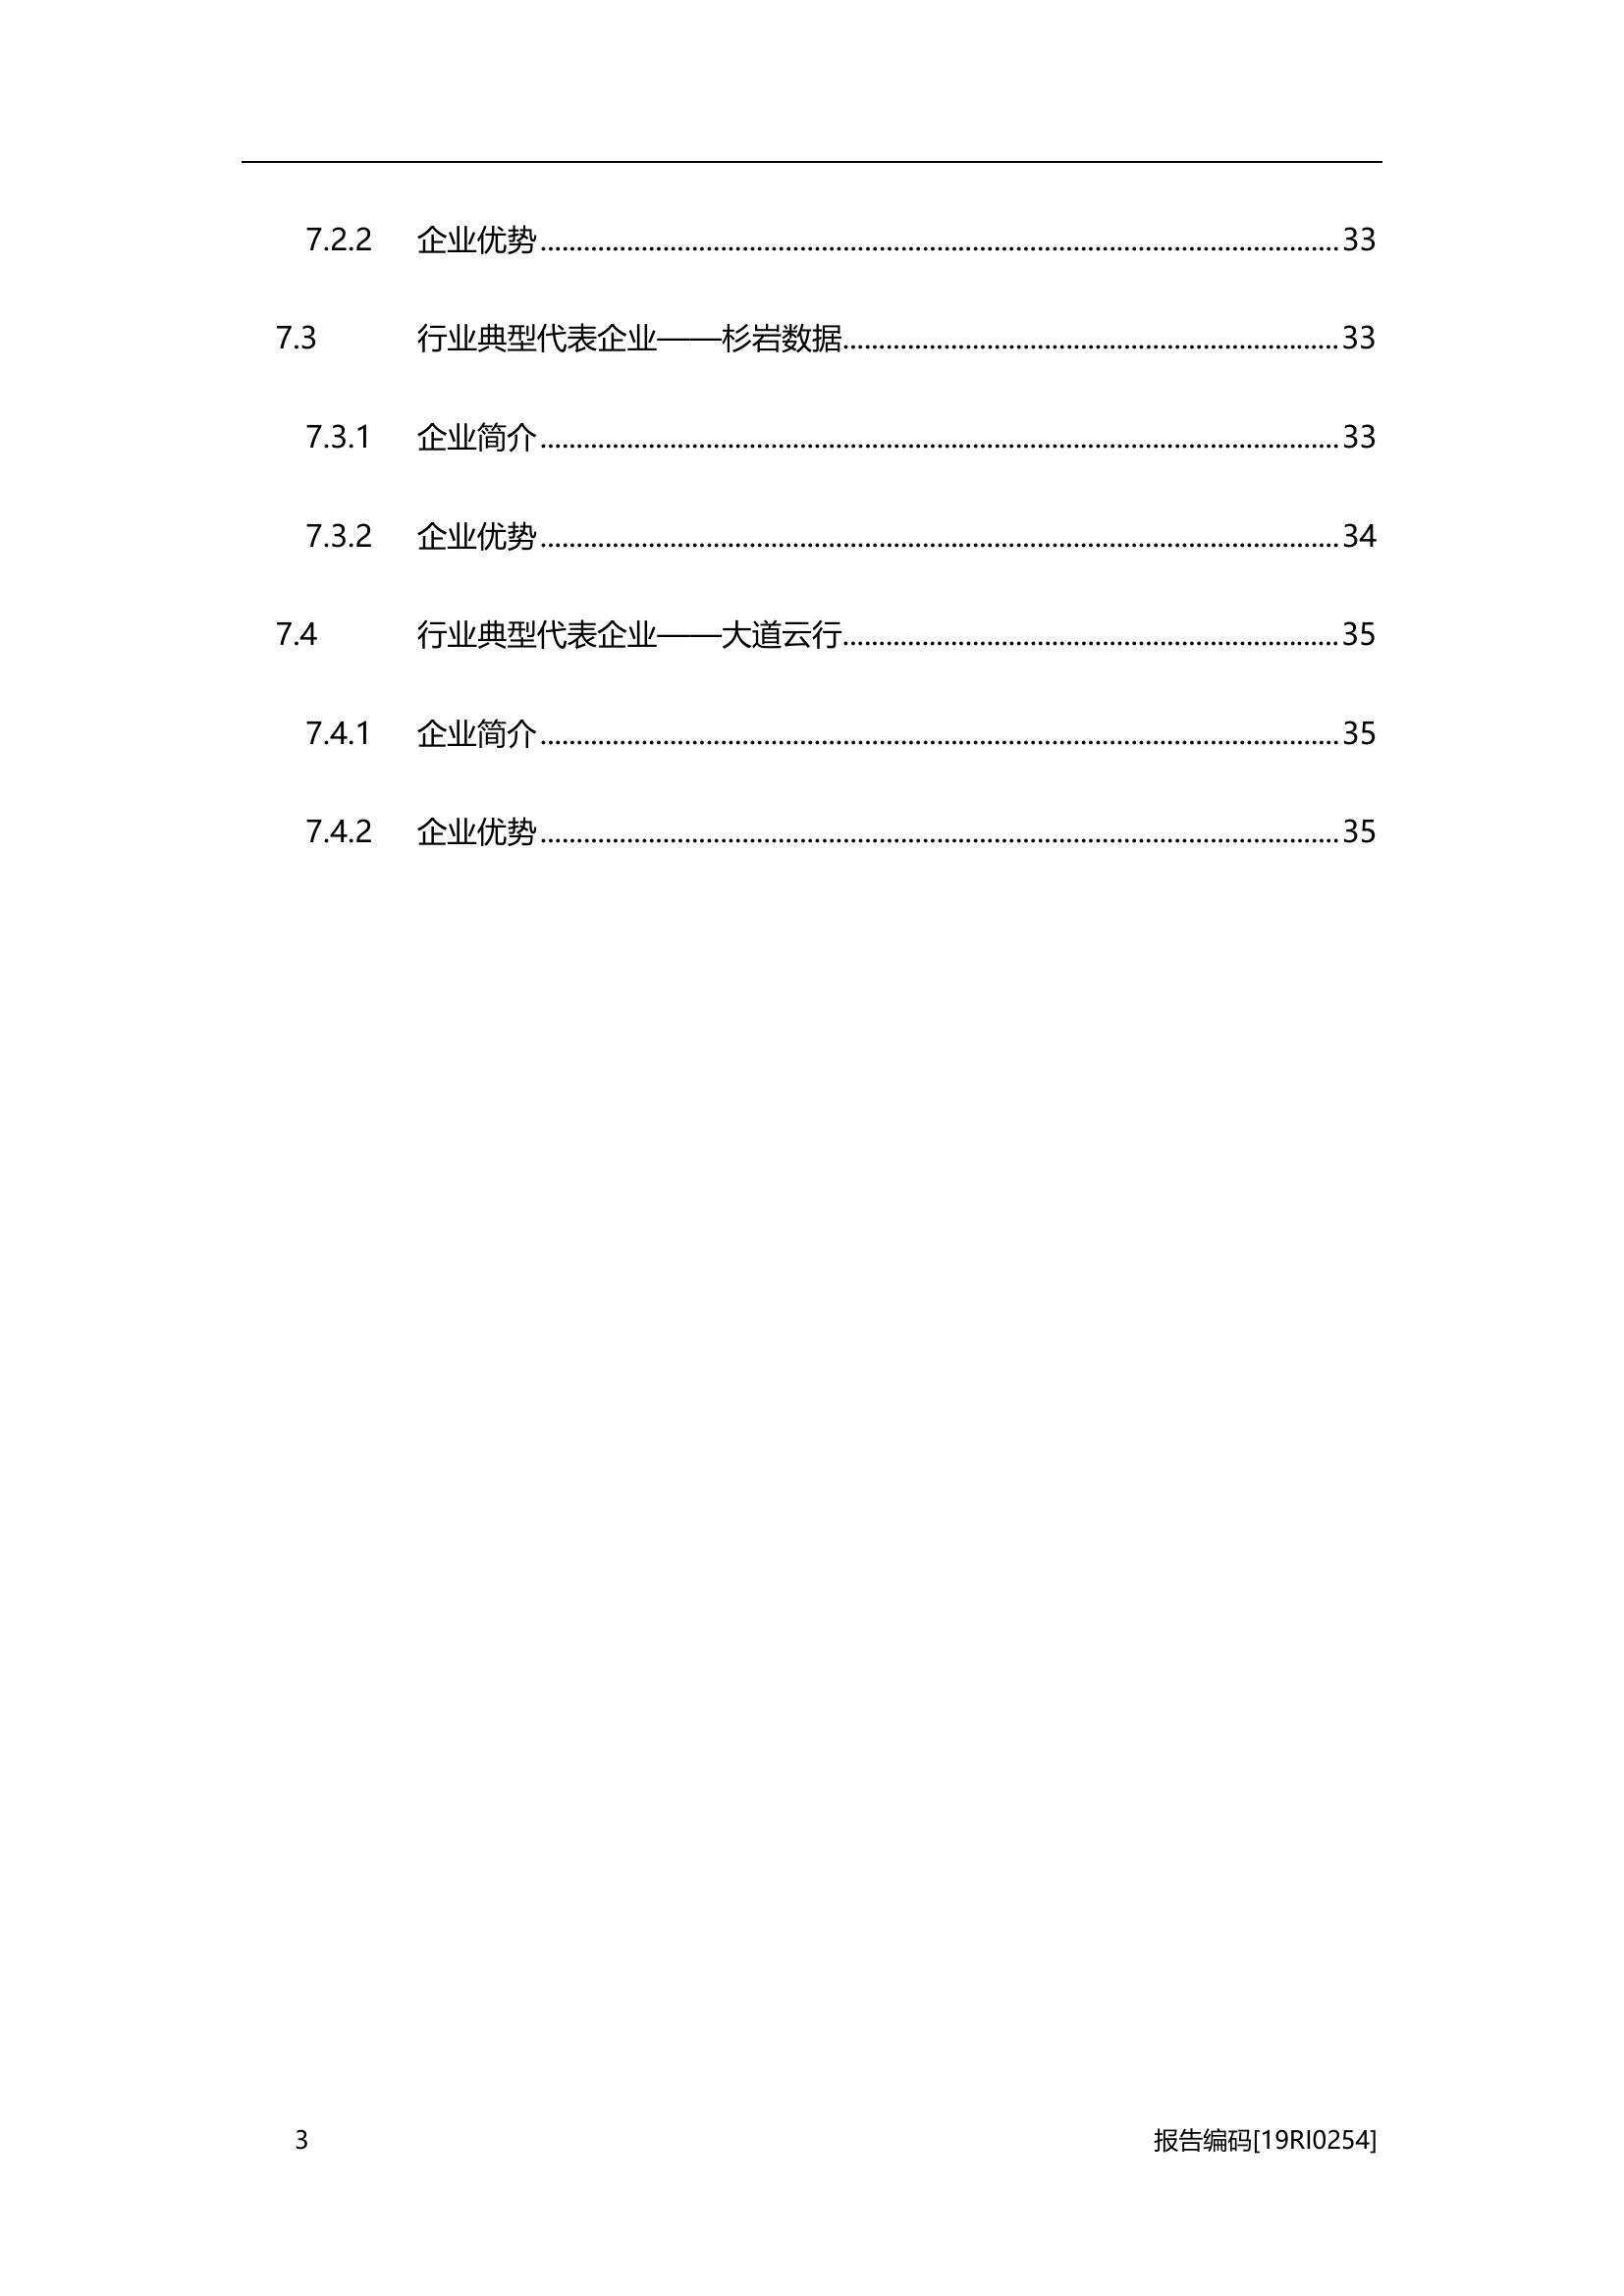 7.2.2 企业优势........................................................................................................33
7.3 行业典型代表企业——杉岩数据.................................................................33
7.3.1 企业简介........................................................................................................33
7.3.2 企业优势........................................................................................................34
7.4 行业典型代表企业——大道云行.................................................................35
7.4.1 企业简介........................................................................................................35
7.4.2 企业优势........................................................................................................35
3 报告编码[19RI0254]